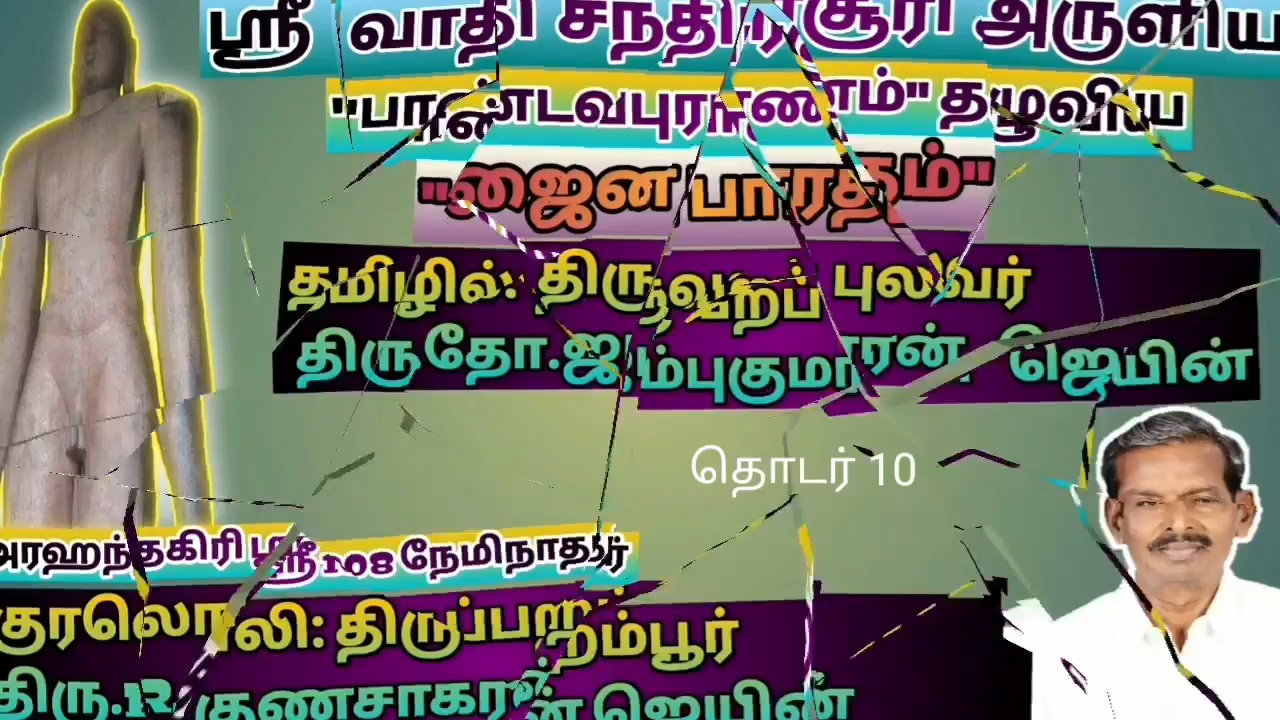 ஸ்ரீ வாதி சந்திரசூரி அருளிய
"பாண்டவபுராணம்" தழுவிய
"ஜைன பாரதம்"
தமிழில்: திருவறப் புலவர்
திருதோ.ஜம்புகுமாரன் ஜெயின்
தொடர் 10
அரஹந்தகிரி ஸ்ரீ 108 நேமிநாதர்
குரலொலி: திருப்பறம்பூர்
திரு.R. குணசாகரன் ஜெயின்